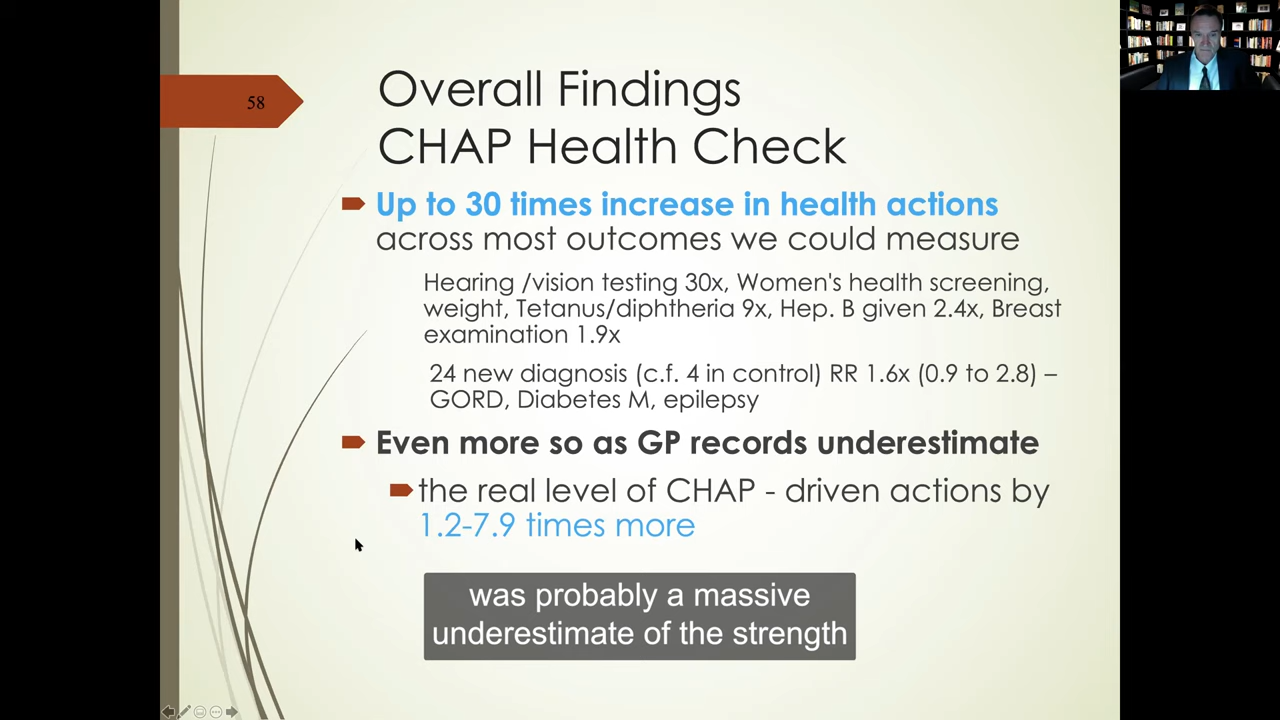 58
Overall Findings
CHAP Health Check
Up to 30 times increase in health actions
across most outcomes we could measure
Hearing /vision testing 30x, Women's health screening,
weight, Tetanus/diphtheria 9x, Hep. B given 2.4x, Breast
examination 1.9x
24 new diagnosis (c.f. 4 in control) RR 1.6x (0.9 to 2.8) –
GORD, Diabetes M, epilepsy
Even more so as GP records underestimate
the real level of CHAP - driven actions by
1.2-7.9 times more
was probably a massive
underestimate of the strength